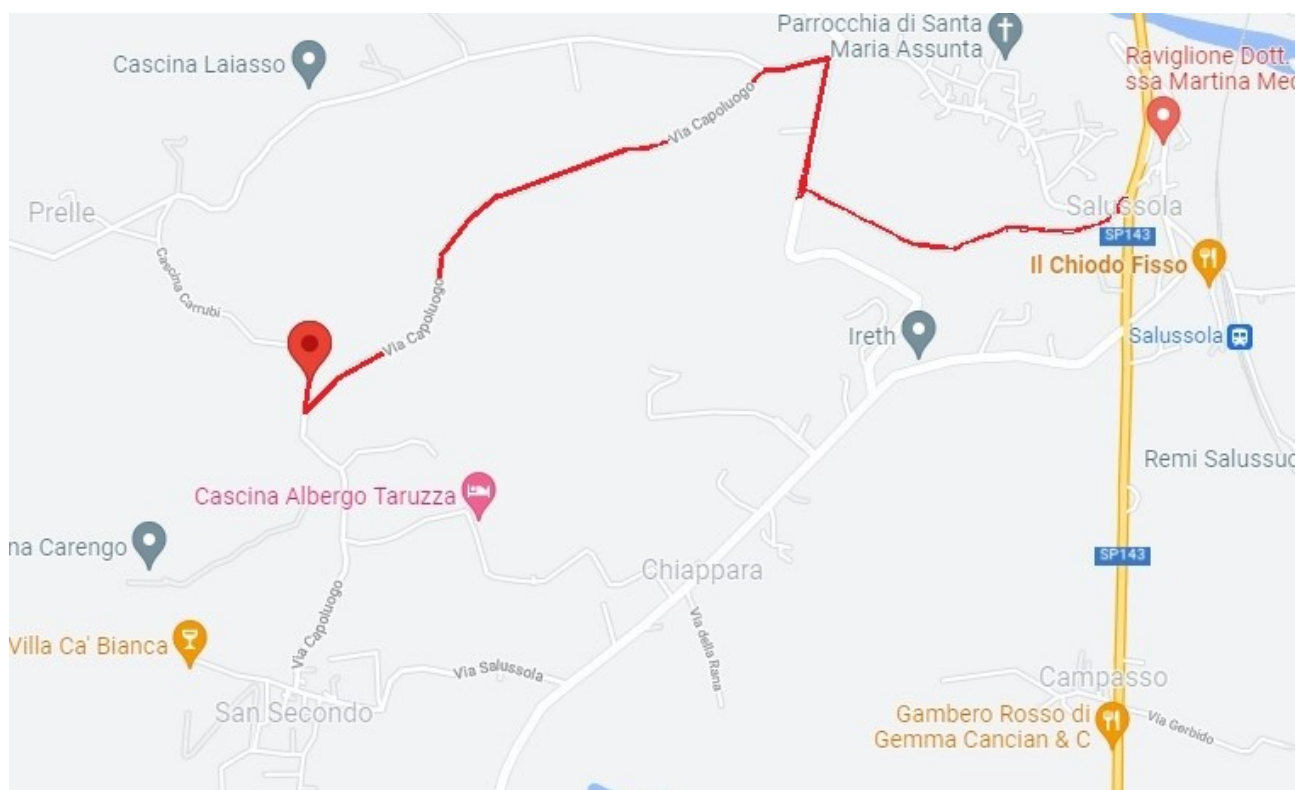 Parrocchia di Santa
Maria Assunta
Cascina Laiasso
Raviglione Dott.
ssa Martina Med
Via Capoluogo
Prelle
Salussola
SP143
Il Chiodo Fisso
Cascina Carrubi
Via Capoluogo
Ireth
Salussola
Remi Salussuo
Cascina Albergo Taruzza
na Carengo
SP143
Chiappara
Via Capoluogo
Villa Ca' Bianca
Via della Rana
Via Salussola
Campasso
San Secondo
Gambero Rosso di
Gemma Cancian & C
Via Gerbido